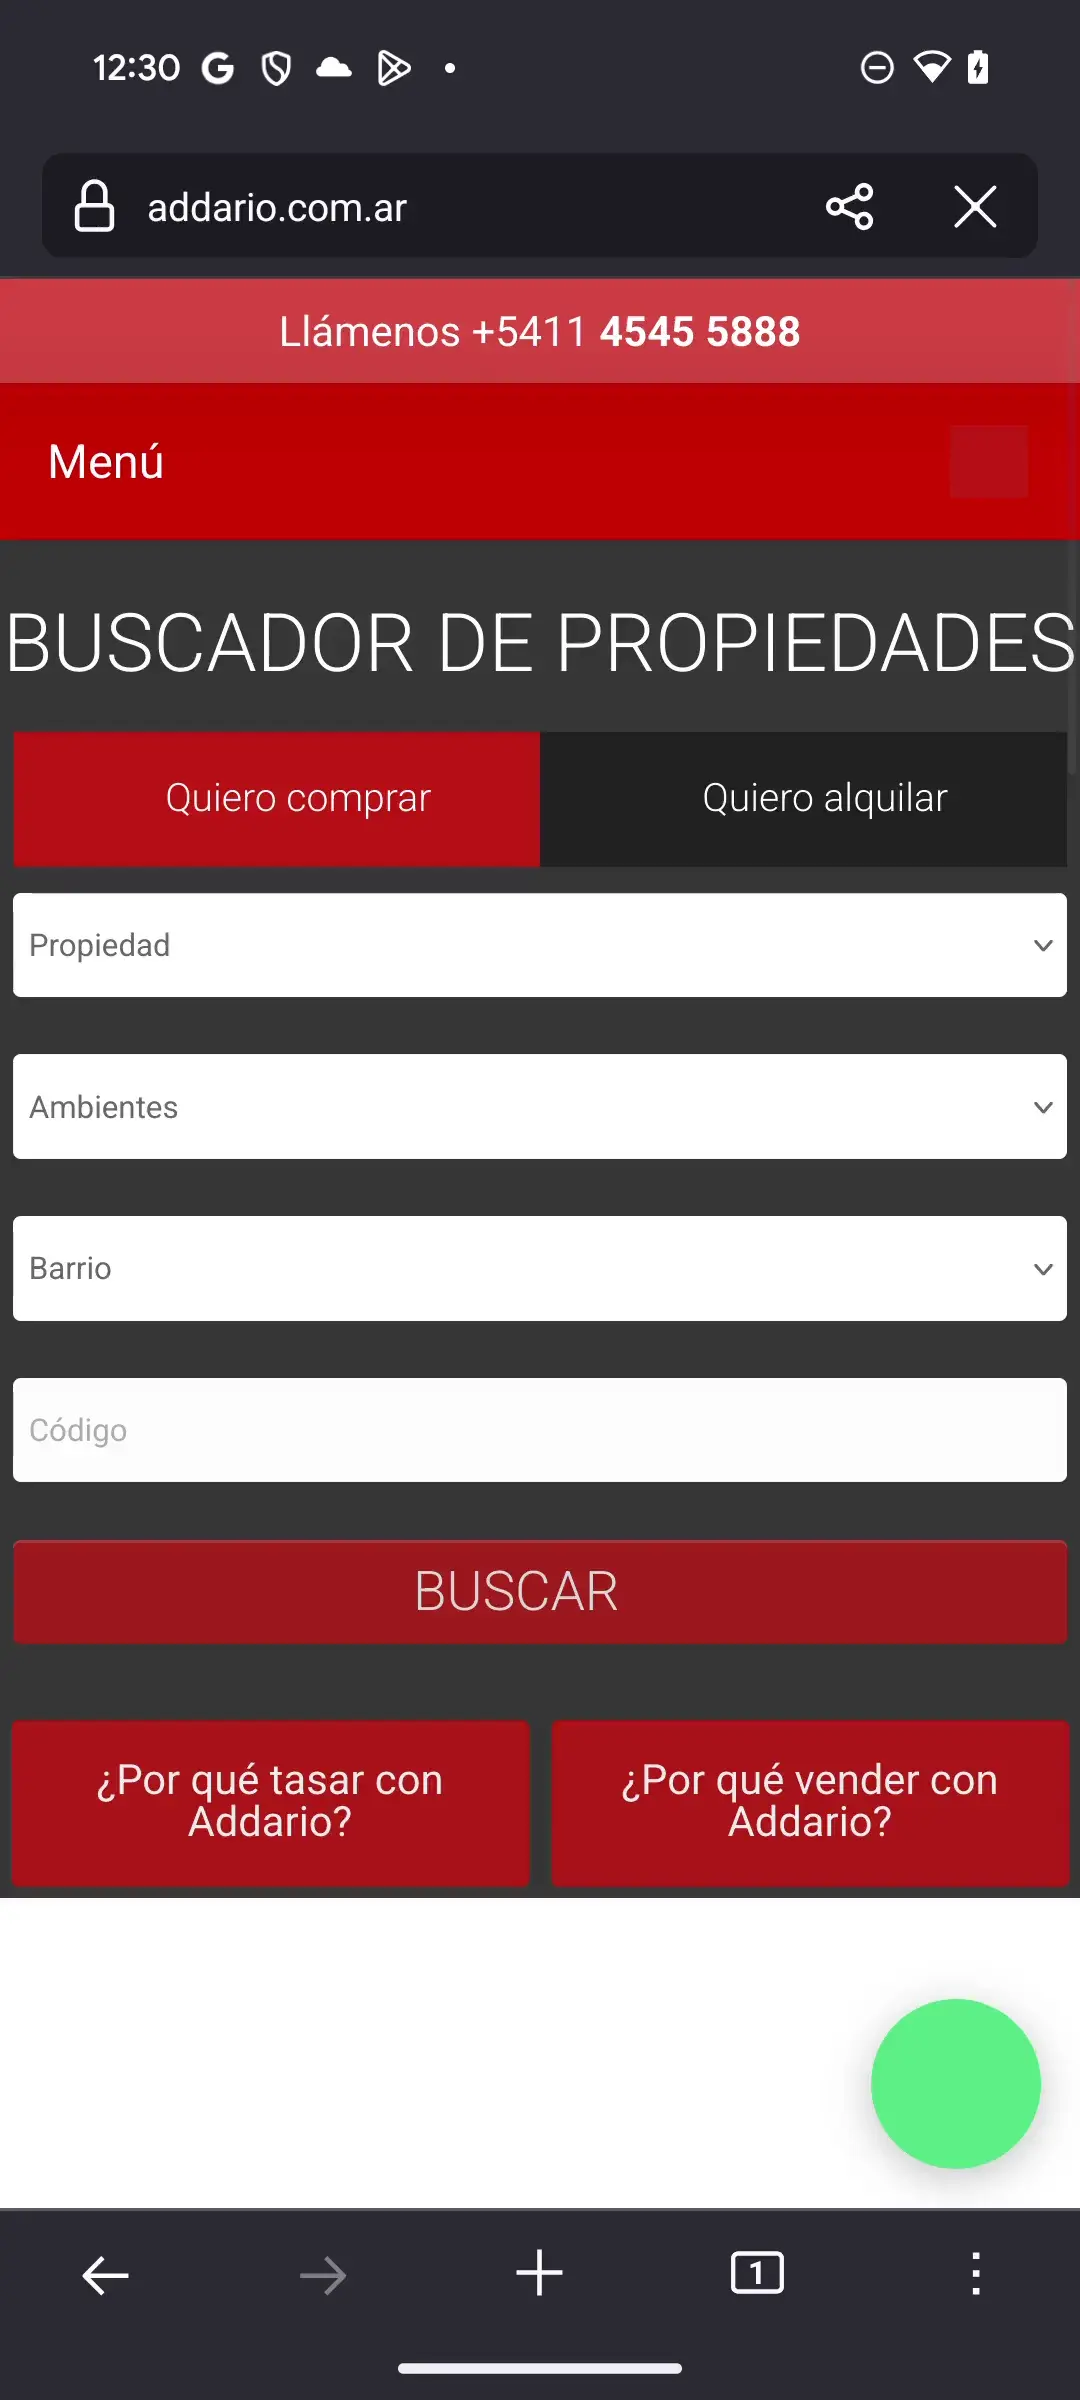 12:30
addario.com.ar
Llámenos +5411 4545 5888
Menú
BUSCADOR DE PROPIEDADES
Quiero comprar
Quiero alquilar
Propiedad
Ambientes
Barrio
Código
BUSCAR
¿Por qué tasar con
Addario?
¿Por qué vender con
Addario?
1